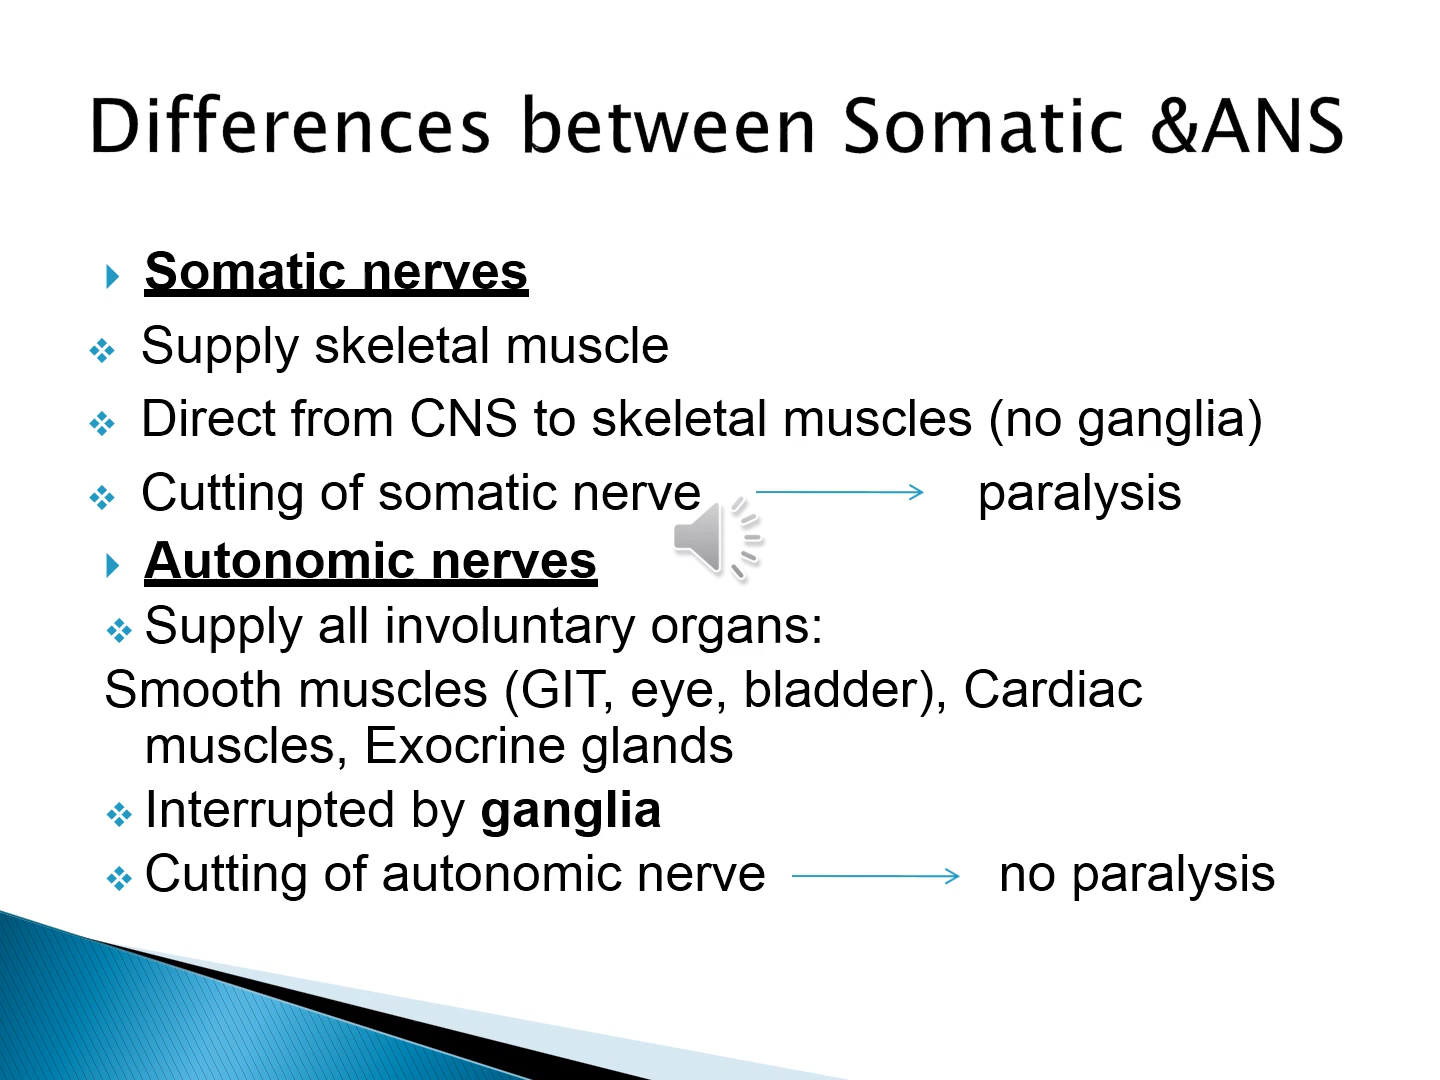 Differences between Somatic &ANS
Somatic nerves
Supply skeletal muscle
Direct from CNS to skeletal muscles (no ganglia)
Cutting of somatic nerve paralysis
Autonomic nerves
Supply all involuntary organs:
Smooth muscles (GIT, eye, bladder), Cardiac
muscles, Exocrine glands
Interrupted by ganglia
Cutting of autonomic nerve no paralysis